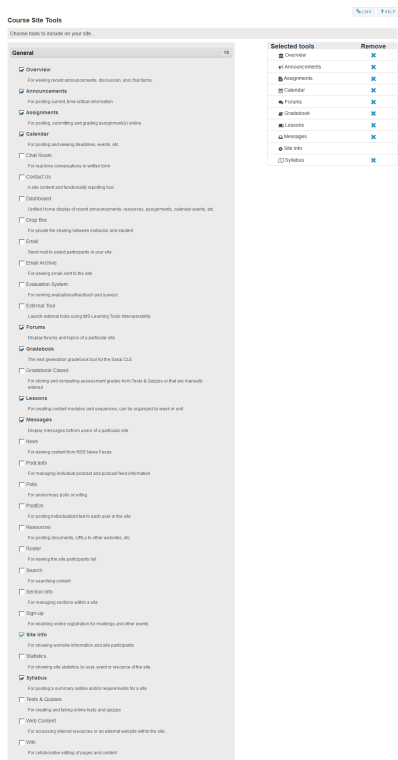 LINK
? HELP
Course Site Tools
Choose tools to include on your site...
General 10
Overview
For viewing recent announcements, discussion, and chat items.
Announcements
For posting current, time-critical information
Assignments
For posting, submitting and grading assignment(s) online
Calendar
For posting and viewing deadlines, events, etc.
Chat Room
For real-time conversations in written form
Contact Us
A site content and functionality reporting tool.
Dashboard
Unified Home display of recent announcements, resources, assignments, calendar events, etc.
Drop Box
For private file sharing between instructor and student
Email
Send mail to select participants in your site.
Email Archive
For viewing email sent to the site
Evaluation System
For running evaluations/feedback and surveys.
External Tool
Launch external tools using IMS Learning Tools Interoperability
Forums
Display forums and topics of a particular site
Gradebook
The next generation gradebook tool for the Sakai CLE.
Gradebook Classic
For storing and computing assessment grades from Tests & Quizzes or that are manually
entered
Lessons
For creating content modules and sequences, can be organized by week or unit
Messages
Display messages to/from users of a particular site
News
For viewing content from RSS News Feeds
Podcasts
For managing individual podcast and podcast feed information
Polls
For anonymous polls or voting
PostEm
For posting individualized text to each user in the site
Resources
For posting documents, URLs to other websites, etc.
Roster
For viewing the site participants list
Search
For searching content
Section Info
For managing sections within a site
Sign-up
For enabling online registration for meetings and other events
Site Info
For showing worksite information and site participants
Statistics
For showing site statistics by user, event or resource of the site
Syllabus
For posting a summary outline and/or requirements for a site
Tests & Quizzes
For creating and taking online tests and quizzes
Web Content
For accessing internal resources or an external website within the site.
Wiki
For collaborative editing of pages and content
Selected tools Remove
Overview
Announcements
Assignments
Calendar
Forums
Gradebook
Lessons
Messages
Site Info
Syllabus